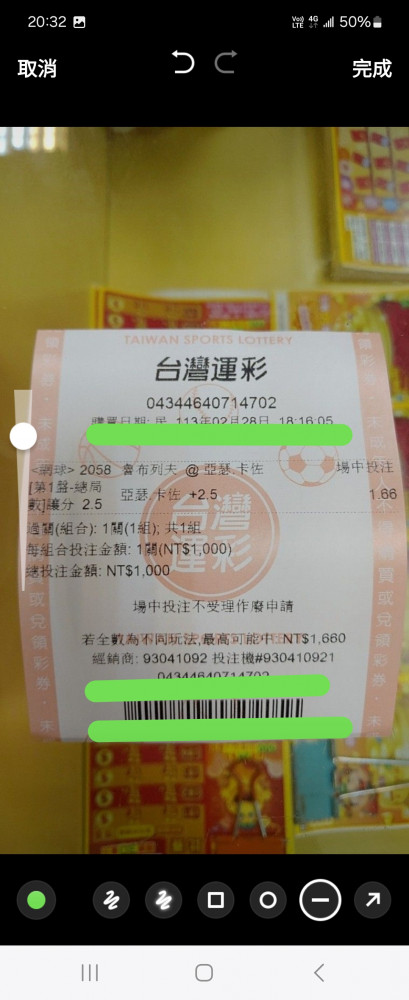 20:32 Vo)) LTE 4G 50%
取消 完成
TAIWAN SPORTS LOTTERY
台灣運彩
04344640714702
購買日期: 民 113年02月28日 18:16:05
<網球> 2058 魯布列夫 @ 亞瑟.卡佐 場中投注
[第1盤-總局數]讓分 2.5 亞瑟.卡佐 +2.5 1.66
過關(組合): 1關(1組); 共1組
每組合投注金額: 1關(NT$1,000)
總投注金額: NT$1,000
台灣運彩
場中投注不受理作廢申請
若全數為不同玩法,最高可能中 NT$1,660
經銷商: 93041092 投注機#930410921
04344640714702